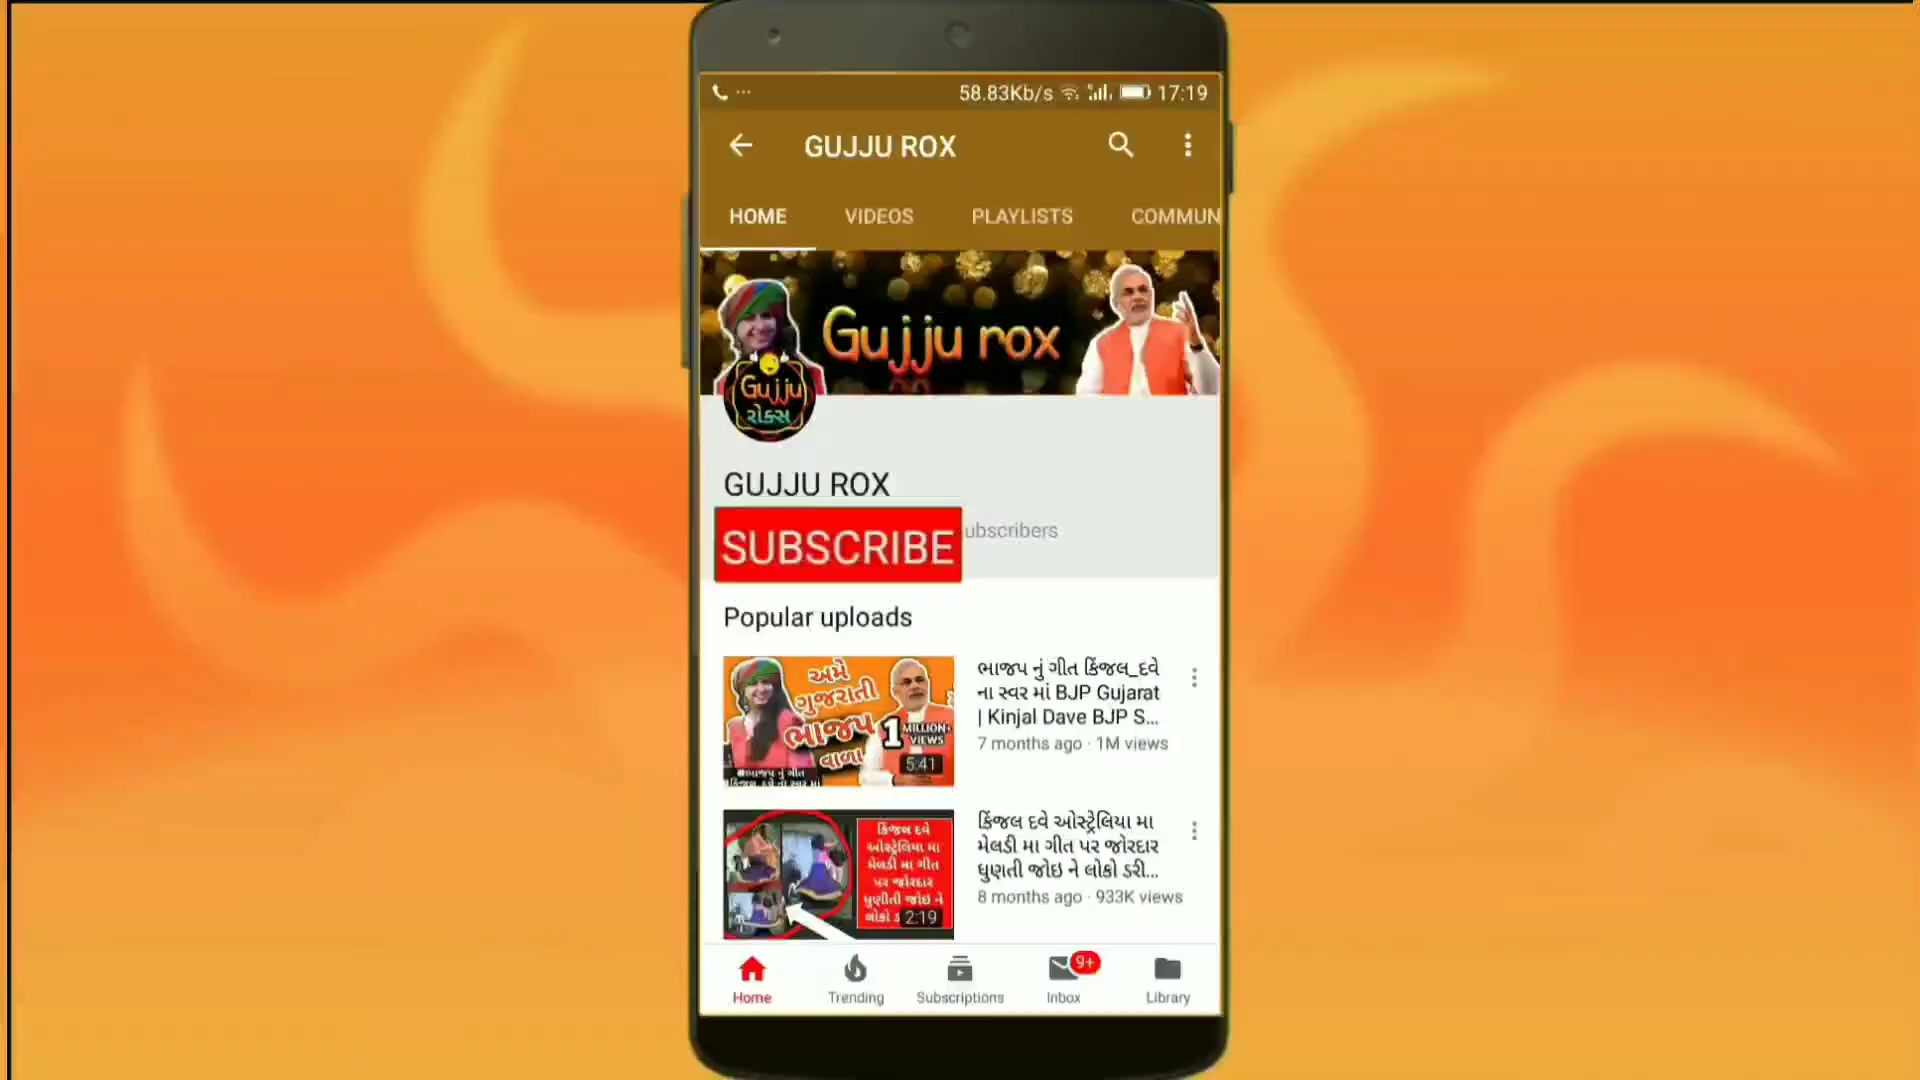 58.83Kb/s 17:19
GUJJU ROX
HOME VIDEOS PLAYLISTS COMMUN
Gujju rox
Gujju
રોક્સ
GUJJU ROX
SUBSCRIBE ubscribers
Popular uploads
અમે
ગુજરાતી
ભાજપ
વાળા
1 MILLION+
VIEWS
5:41
#ભાજપ નું ગીત
ભાજપ નું ગીત કિંજલ_દવે
ના સ્વર માં BJP Gujarat
| Kinjal Dave BJP S...
7 months ago · 1M views
કિંજલ દવે
ઓસ્ટ્રેલિયા મા
મેલડી મા ગીત
પર જોરદાર
ધુણીતી જોઇ ને
લોકો ડ
2:19
કિંજલ દવે ઓસ્ટ્રેલિયા મા
મેલડી મા ગીત પર જોરદાર
ધુણતી જોઇ ને લોકો ડરી...
8 months ago · 933K views
9+
Home Trending Subscriptions Inbox Library